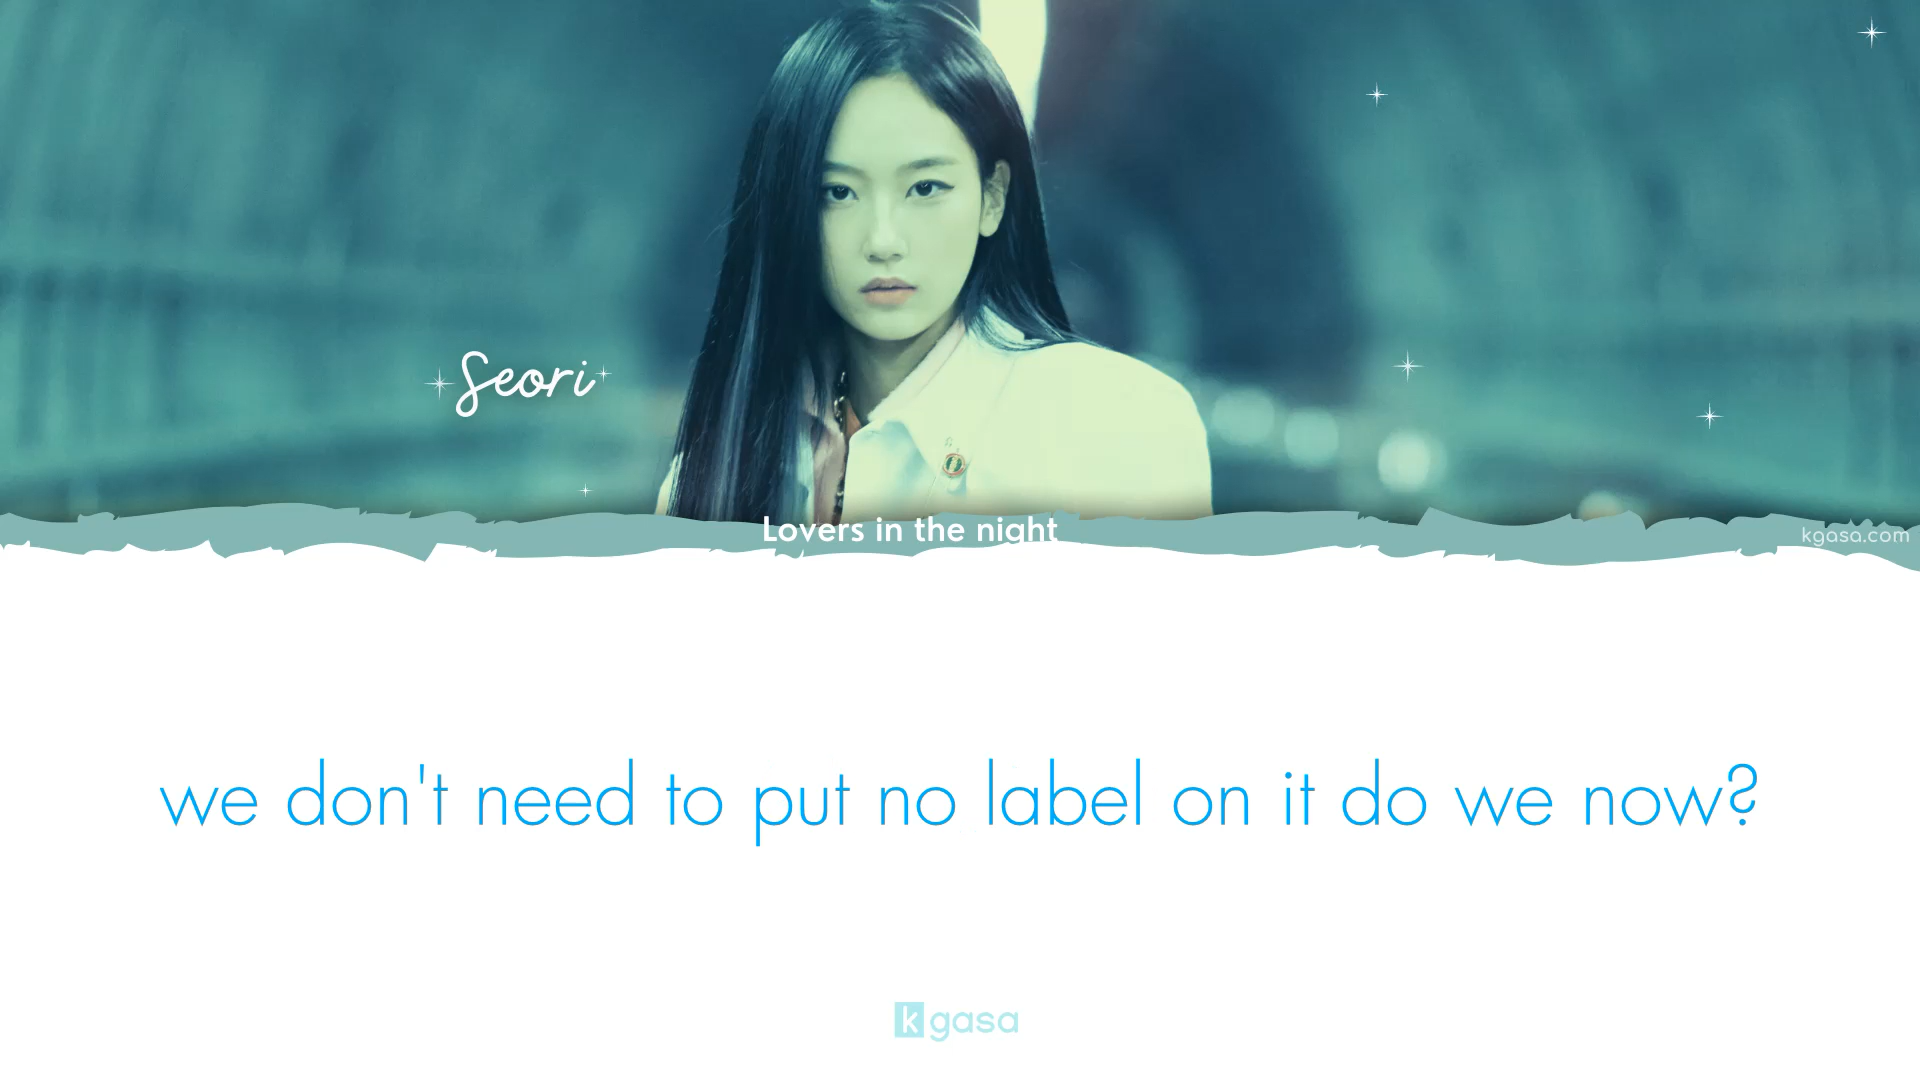 Seori
Lovers in the night
kgasa.com
we don't need to put no label on it do we now?
k gasa